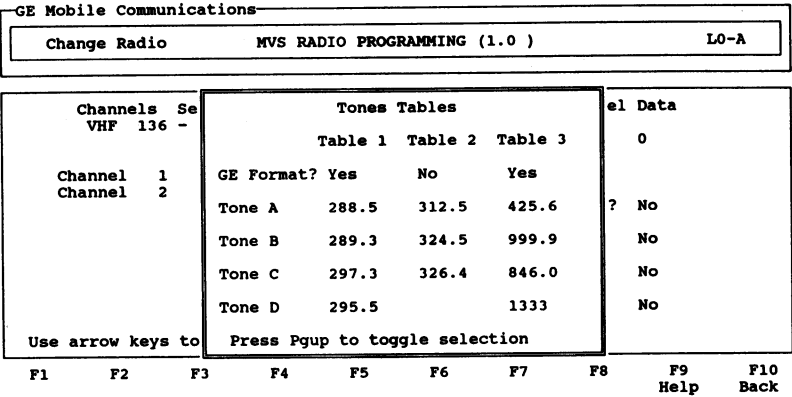 GE Mobile Communications
Change Radio MVS RADIO PROGRAMMING (1.0 ) L0-A
Channels Se
VHF 136 -
Channel 1
Channel 2
Use arrow keys to
Tones Tables
Table 1 Table 2 Table 3
GE Format? Yes No Yes
Tone A 288.5 312.5 425.6
Tone B 289.3 324.5 999.9
Tone C 297.3 326.4 846.0
Tone D 295.5 1333
Press Pgup to toggle selection
el Data
0
? No
No
No
No
F1 F2 F3 F4 F5 F6 F7 F8 F9 F10
Help Back